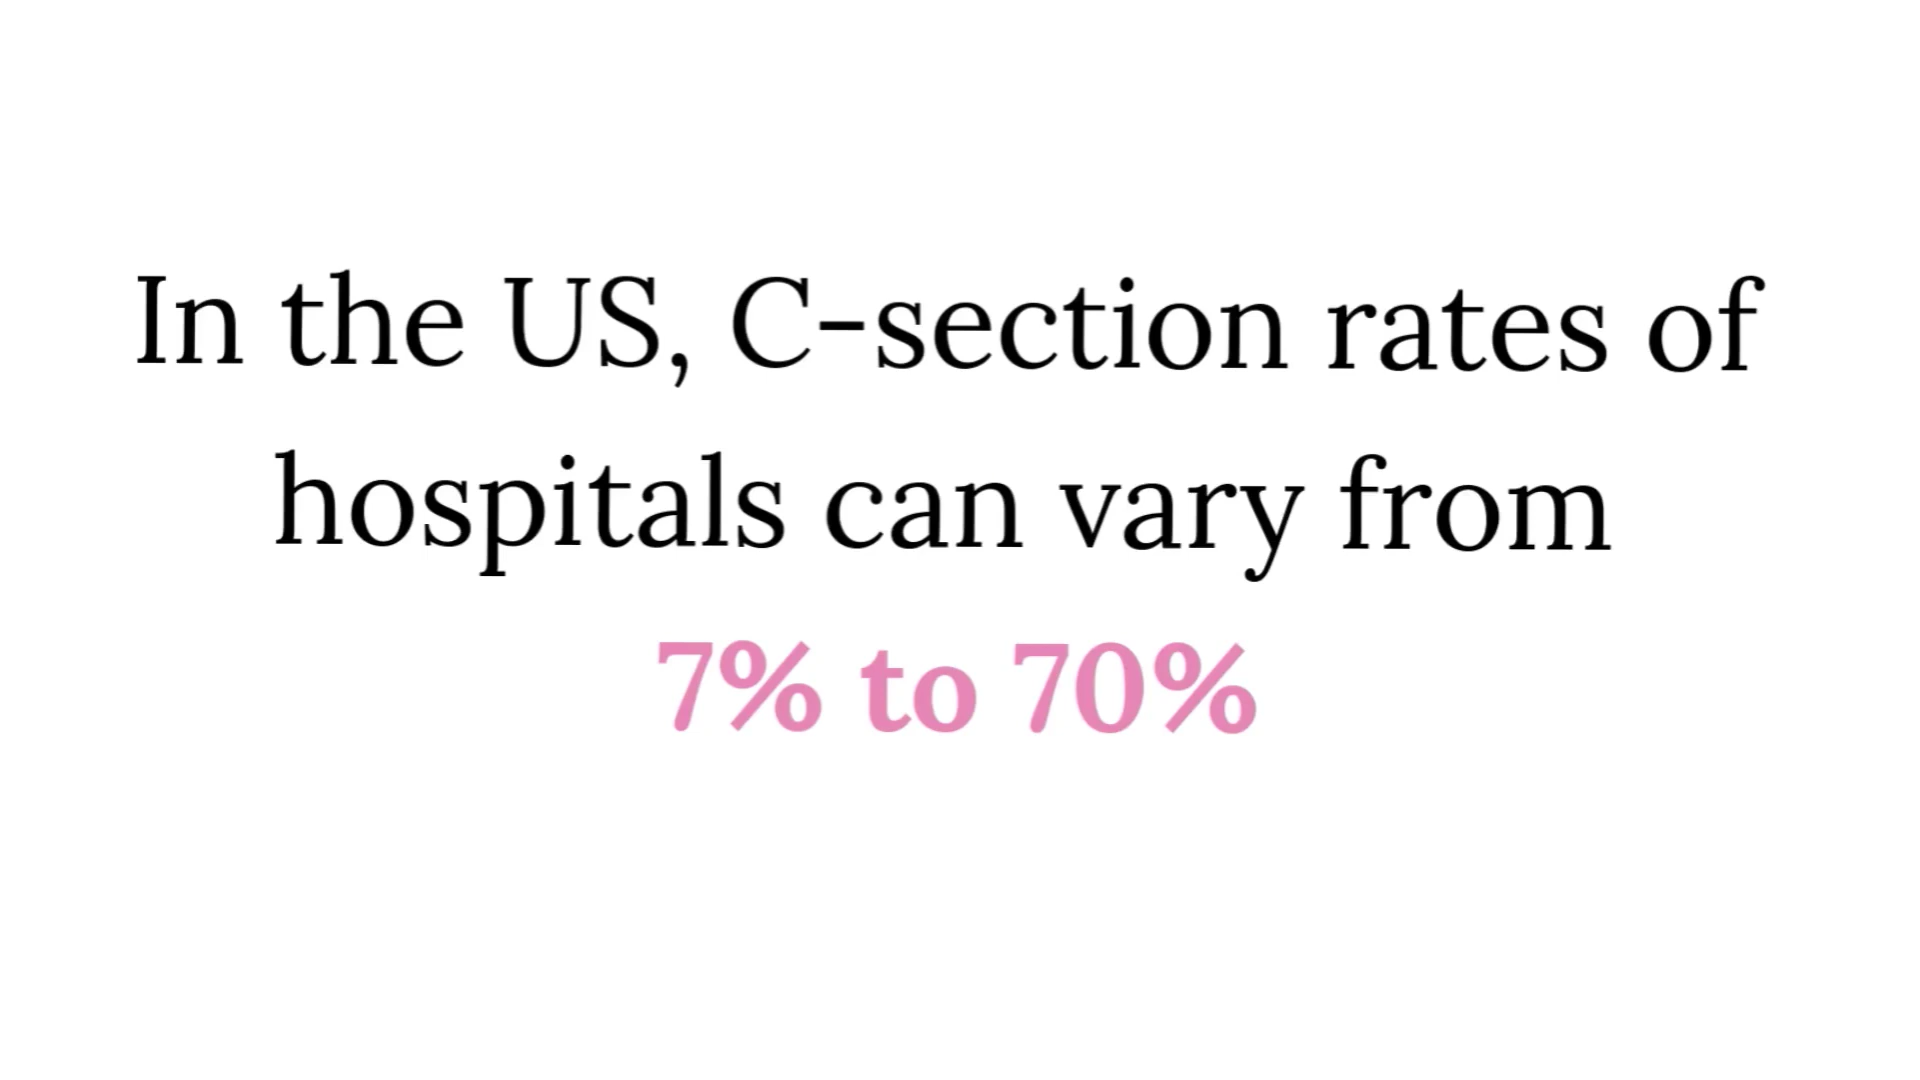 In the US, C-section rates of
hospitals can vary from
7% to 70%